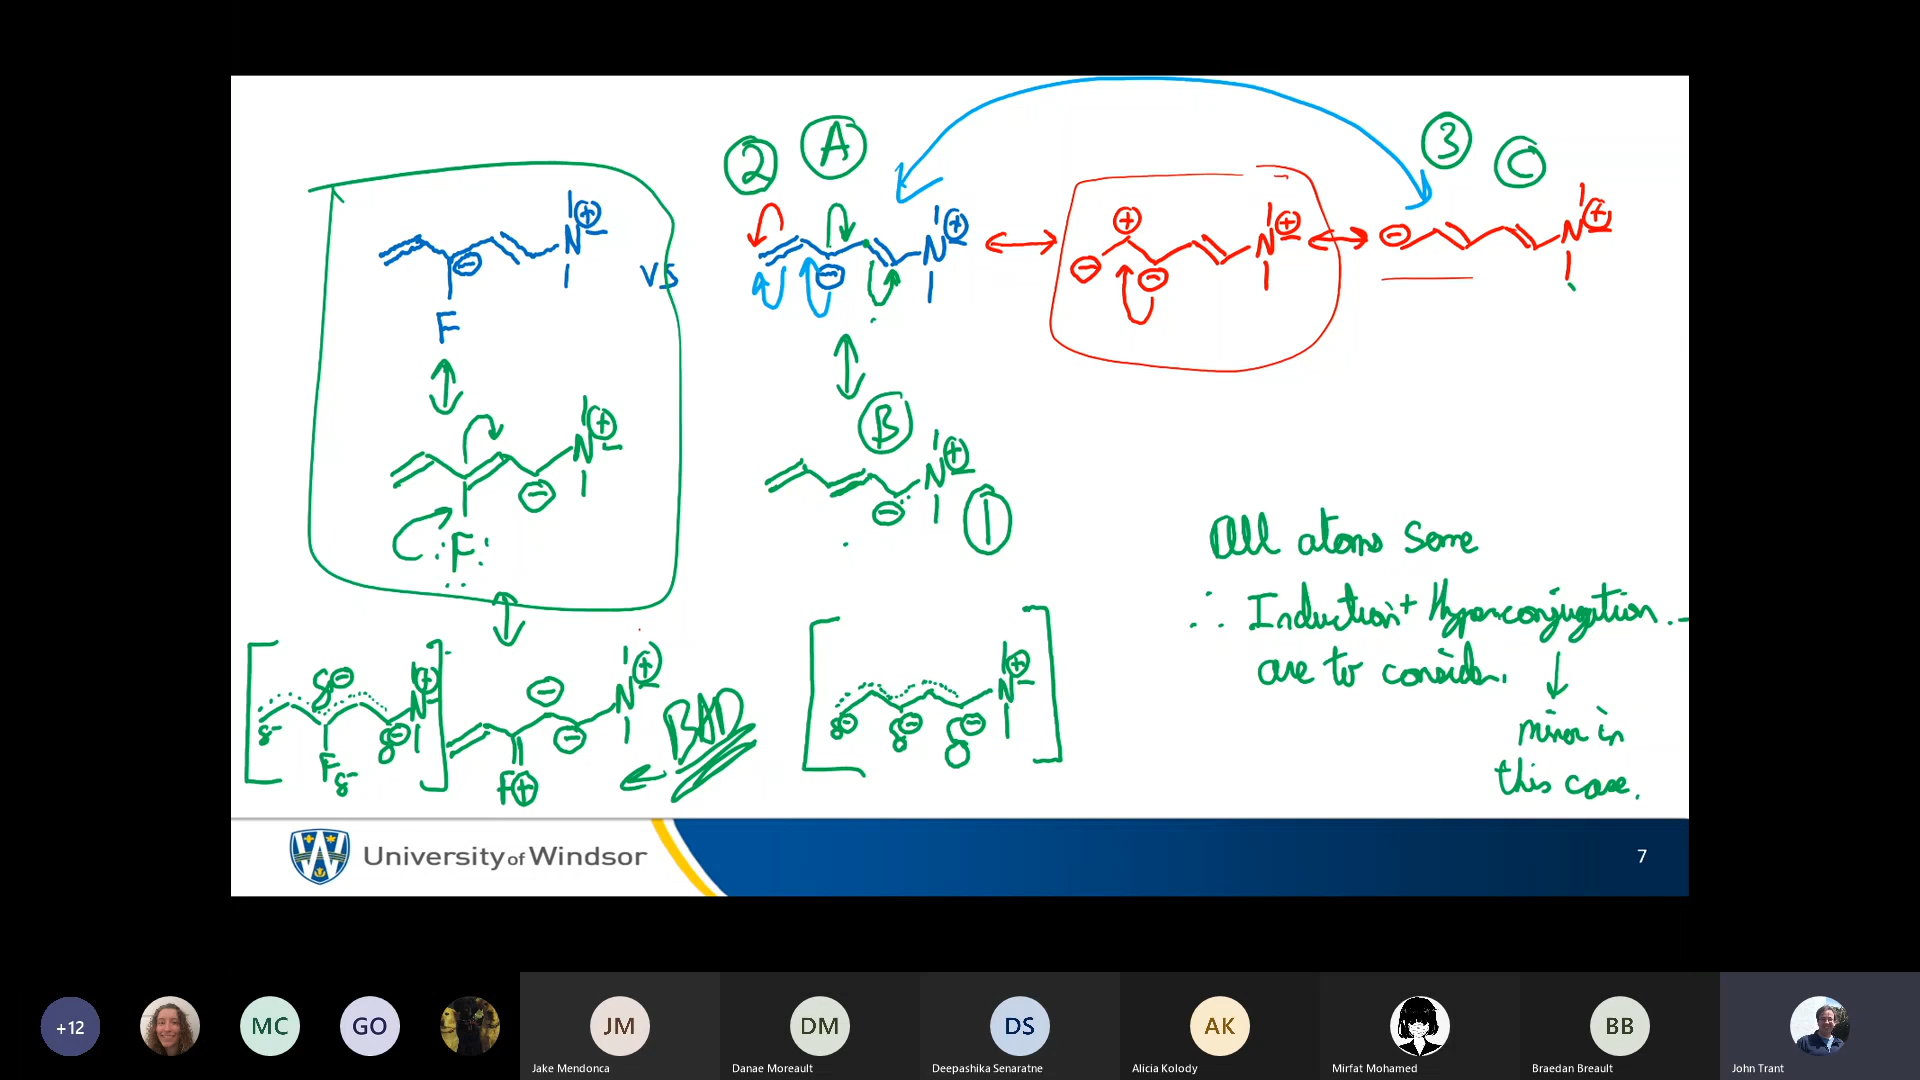 2 A
3 C
N ⊕
F
VS
N ⊕
⊖
N ⊕
⊖
⊕
⊖ ⊖
N ⊕
⊖
N ⊕
⊖
:F:
B
N ⊕
⊖
1
All atoms same
∴ Induction + Hyperconjugation...
are to consider.
minor in
this case.
δ⊖ N ⊕
δ- δ⊖
F δ-
⊖ N ⊕
⊖
F⊕
BAD
N ⊕
δ⊖ δ⊖ δ⊖
University of Windsor
7
+12
MC
GO
JM
DM
DS
AK
BB
Jake Mendonca
Danae Moreault
Deepashika Senaratne
Alicia Kolody
Mirfat Mohamed
Braedan Breault
John Trant